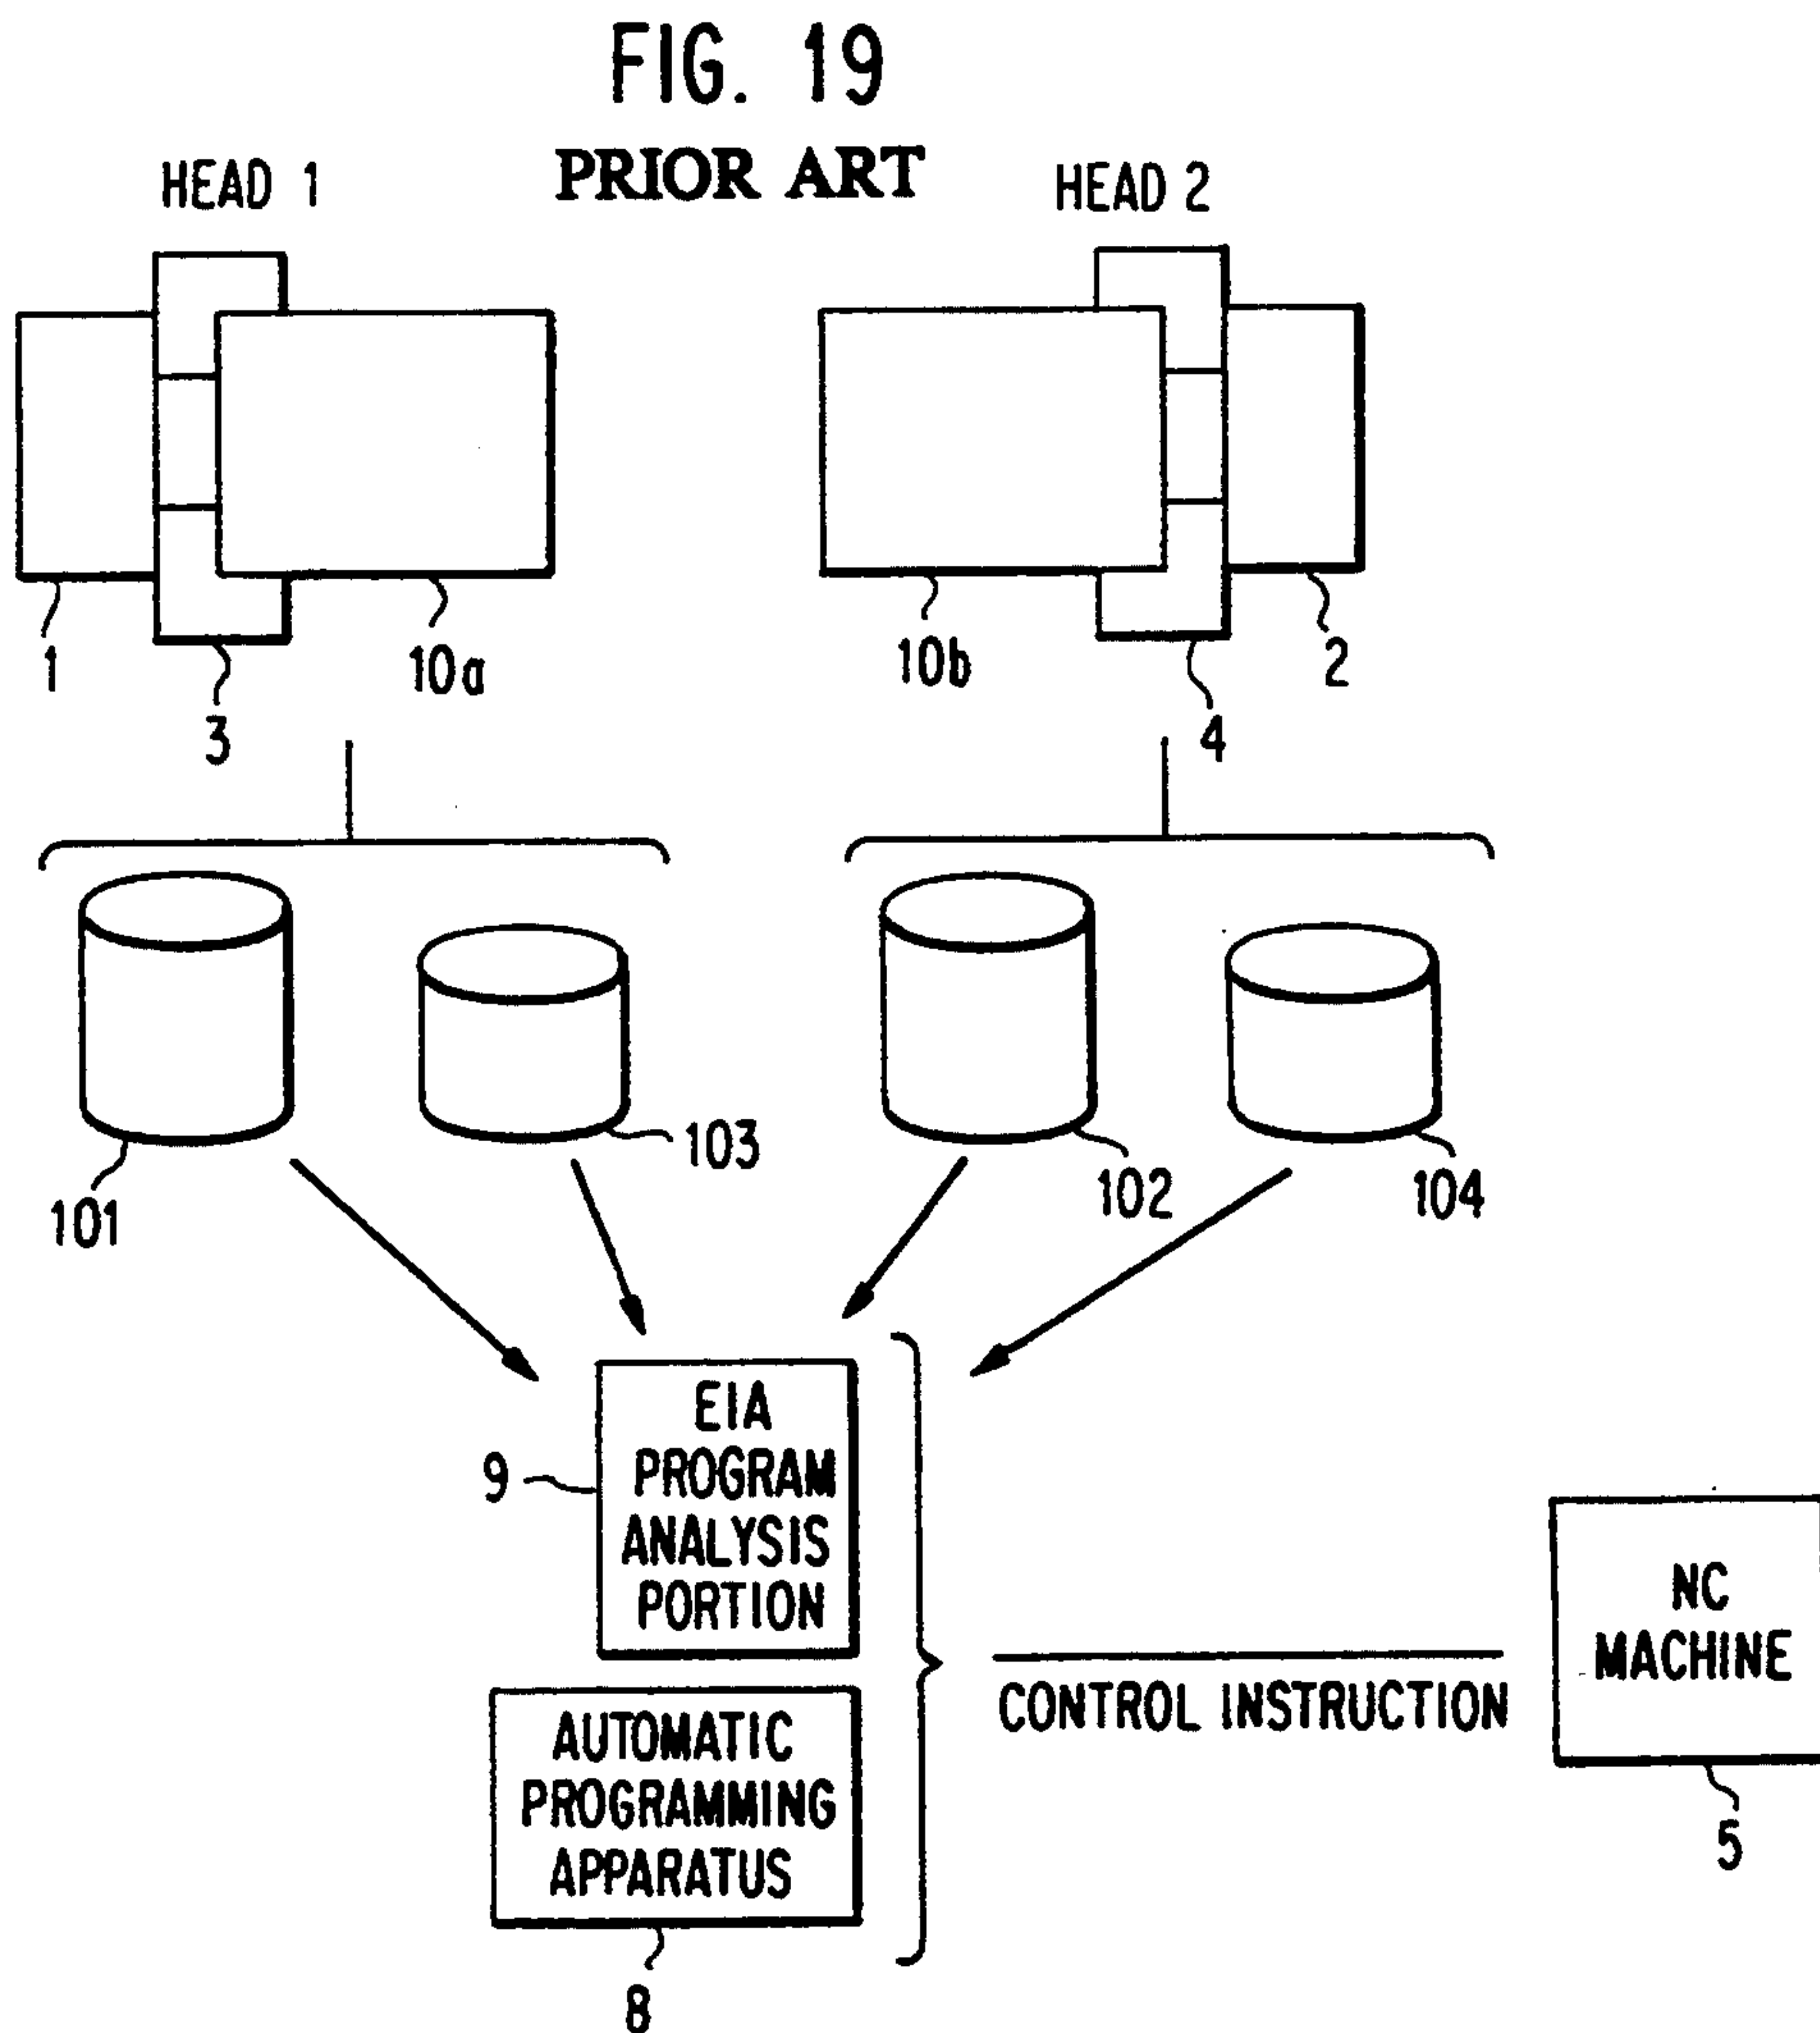 FIG. 19
PRIOR ART
HEAD 1
HEAD 2
1
3
10a
10b
4
2
101
103
102
104
9
EIA
PROGRAM
ANALYSIS
PORTION
AUTOMATIC
PROGRAMMING
APPARATUS
8
CONTROL INSTRUCTION
NC
MACHINE
5